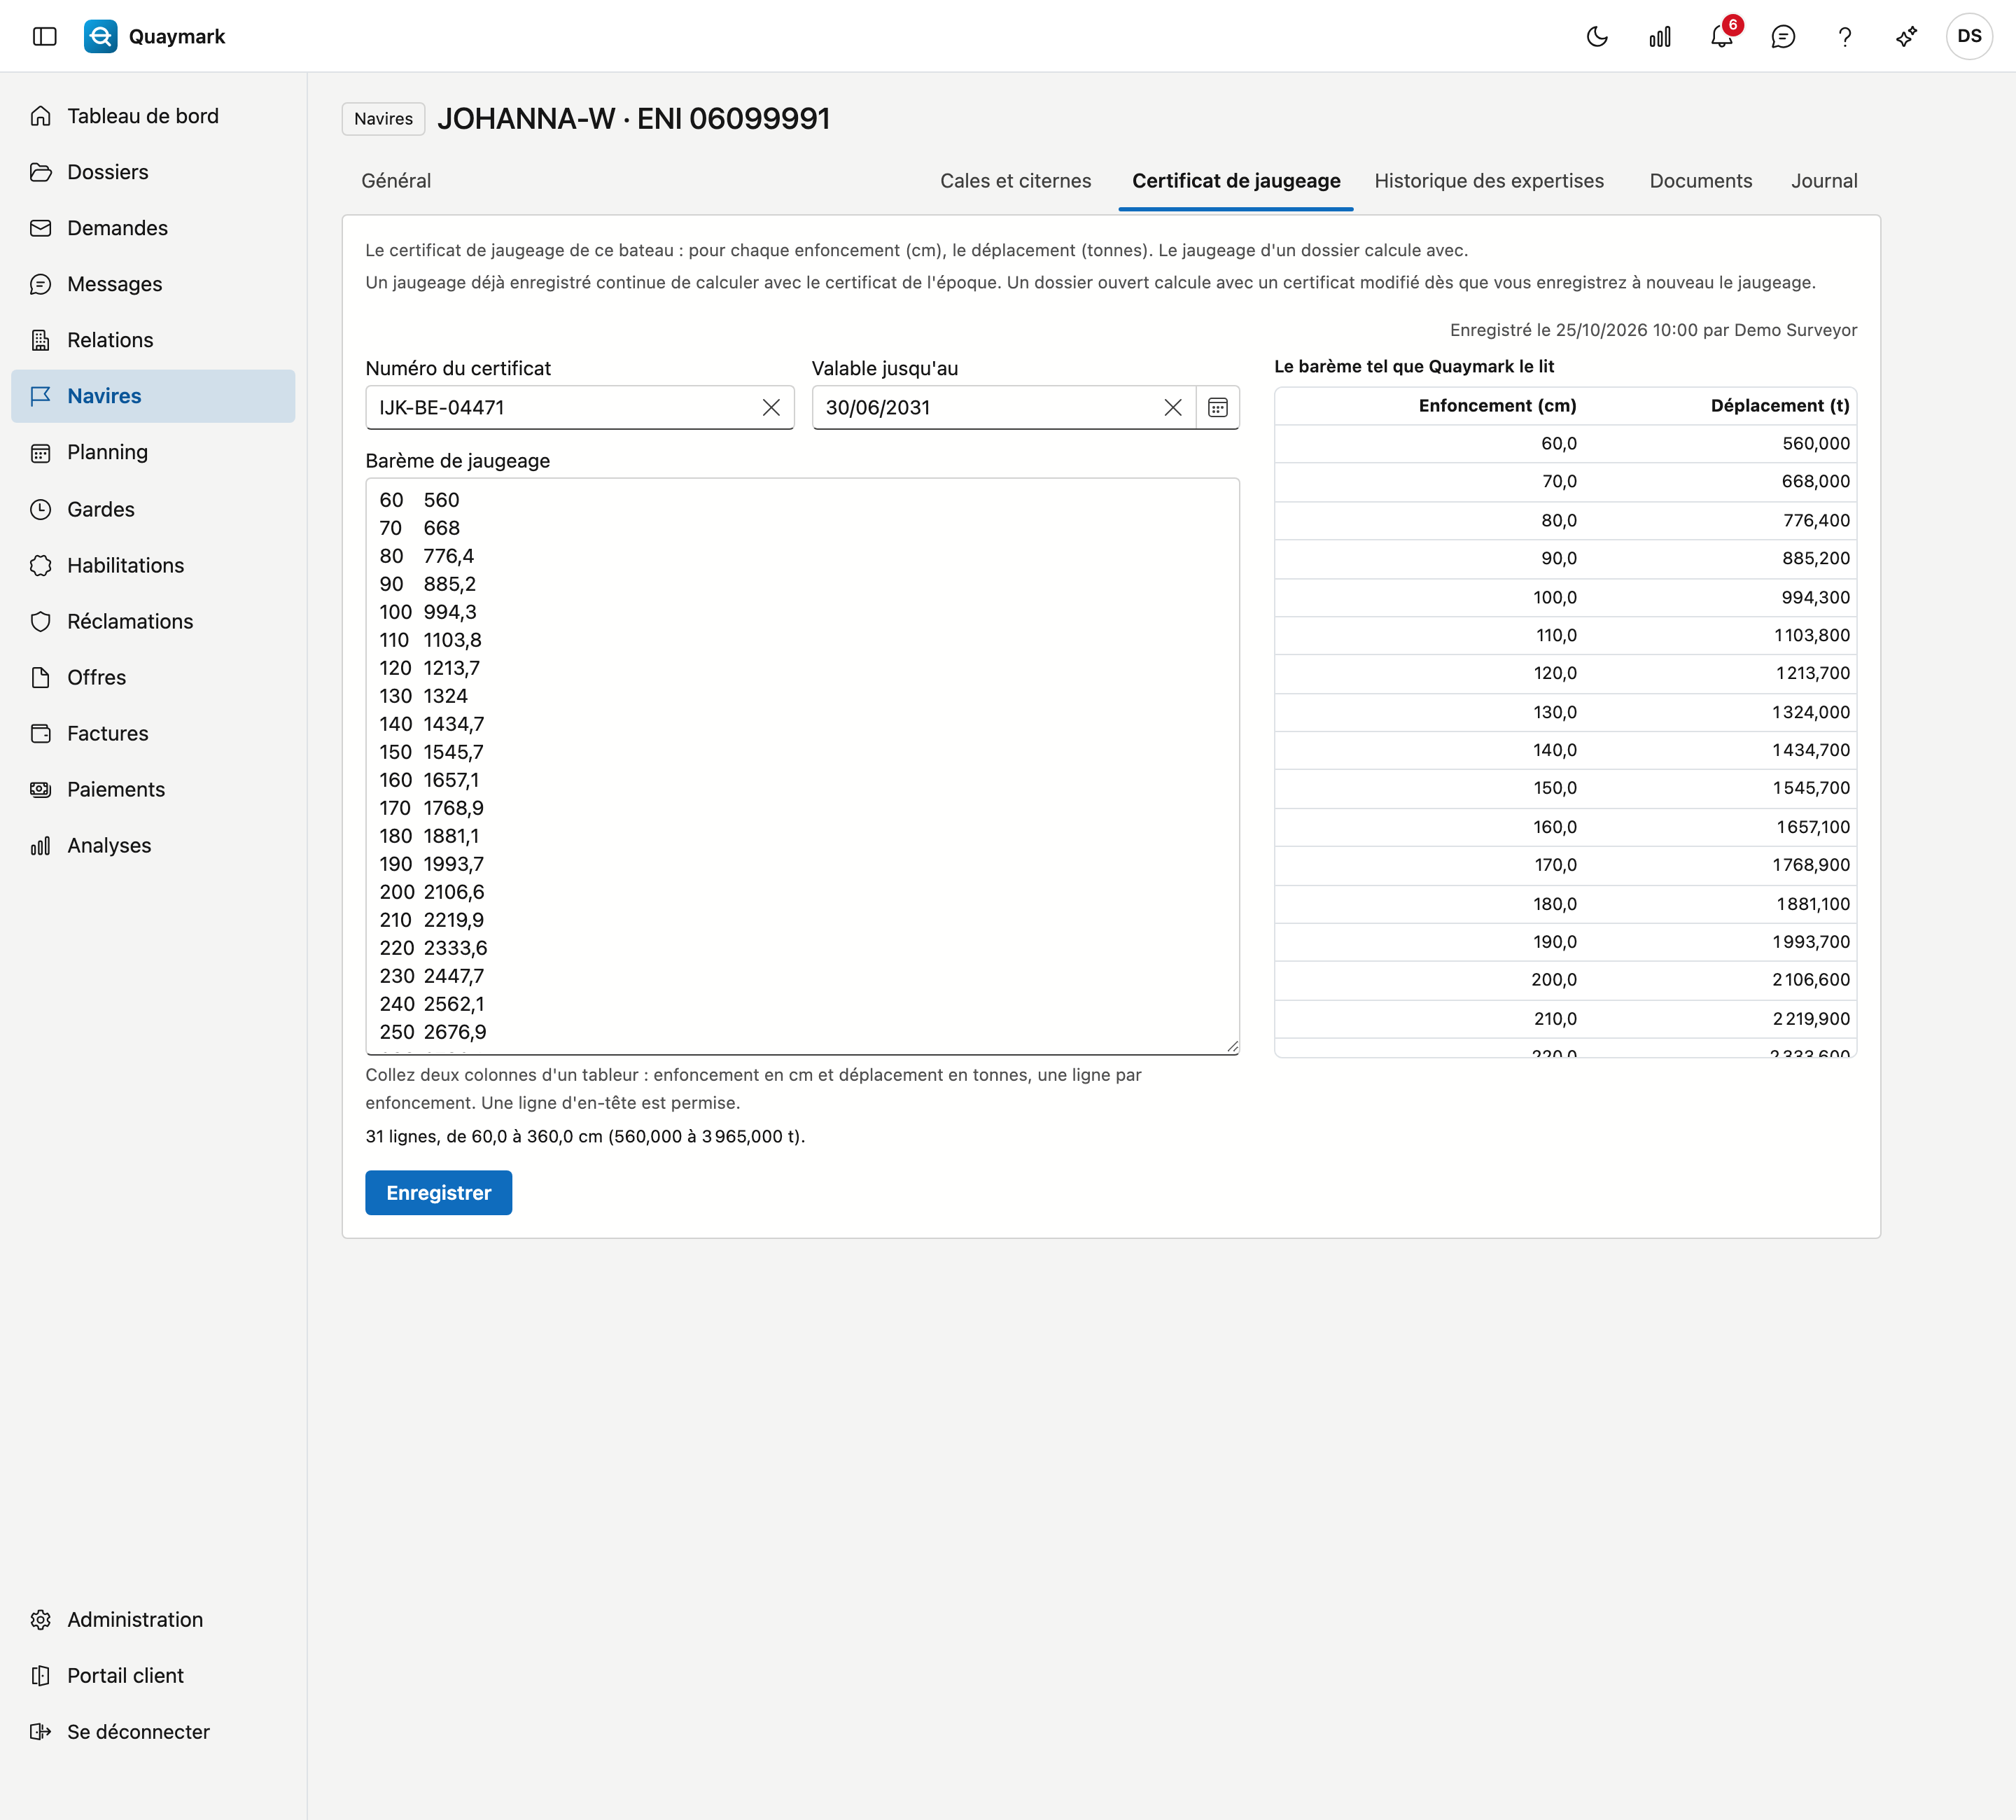 Quaymark
6
DS
Tableau de bord
Dossiers
Demandes
Messages
Relations
Navires
Planning
Gardes
Habilitations
Réclamations
Offres
Factures
Paiements
Analyses
Administration
Portail client
Se déconnecter
Navires JOHANNA-W · ENI 06099991
Général Cales et citernes Certificat de jaugeage Historique des expertises Documents Journal
Le certificat de jaugeage de ce bateau : pour chaque enfoncement (cm), le déplacement (tonnes). Le jaugeage d'un dossier calcule avec.
Un jaugeage déjà enregistré continue de calculer avec le certificat de l'époque. Un dossier ouvert calcule avec un certificat modifié dès que vous enregistrez à nouveau le jaugeage.
Enregistré le 25/10/2026 10:00 par Demo Surveyor
Numéro du certificat
IJK-BE-04471
Valable jusqu'au
30/06/2031
Barème de jaugeage
60 560
70 668
80 776,4
90 885,2
100 994,3
110 1103,8
120 1213,7
130 1324
140 1434,7
150 1545,7
160 1657,1
170 1768,9
180 1881,1
190 1993,7
200 2106,6
210 2219,9
220 2333,6
230 2447,7
240 2562,1
250 2676,9
Collez deux colonnes d'un tableur : enfoncement en cm et déplacement en tonnes, une ligne par
enfoncement. Une ligne d'en-tête est permise.
31 lignes, de 60,0 à 360,0 cm (560,000 à 3 965,000 t).
Enregistrer
Le barème tel que Quaymark le lit
Enfoncement (cm) Déplacement (t)
60,0 560,000
70,0 668,000
80,0 776,400
90,0 885,200
100,0 994,300
110,0 1 103,800
120,0 1 213,700
130,0 1 324,000
140,0 1 434,700
150,0 1 545,700
160,0 1 657,100
170,0 1 768,900
180,0 1 881,100
190,0 1 993,700
200,0 2 106,600
210,0 2 219,900
220,0 2 333,600